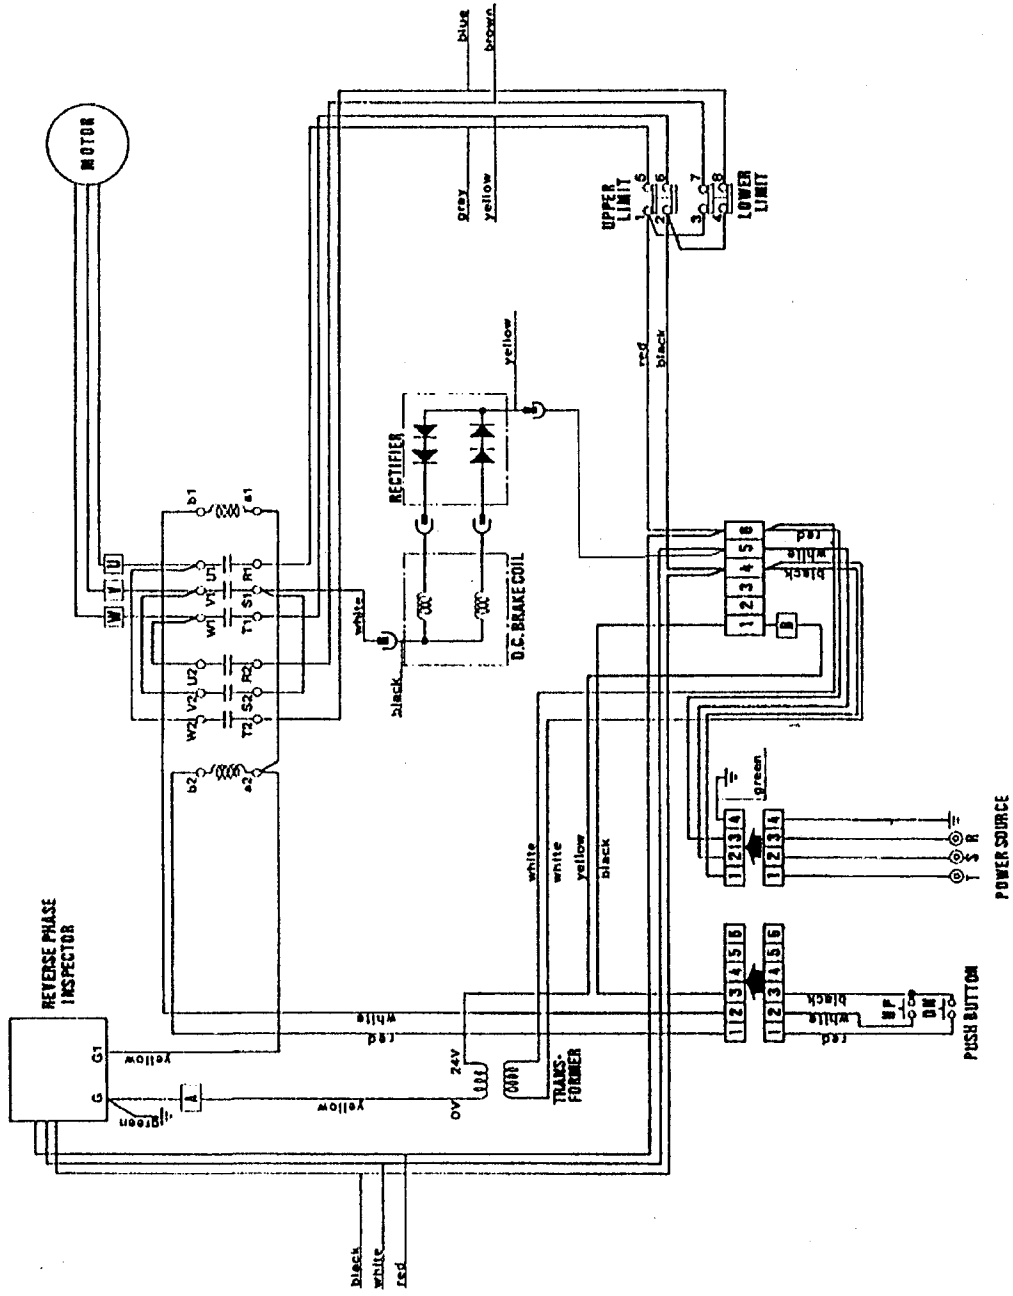 blue
brown
MOTOR
gray
yellow
UPPER
LIMIT
5 6 7 8
1 2 3 4
LOWER
LIMIT
red
black
yellow
RECTIFIER
b1
a1
U
V
W
U1 R1
V1 S1
W1 T1
U2 R2
V2 S2
W2 T2
b2
a2
white
black
D.C. BRAKE COIL
1 2 3 4 5 6
red
white
black
B
green
white
white
yellow
black
1 2 3 4
1 2 3 4
R
S
T
POWER SOURCE
REVERSE PHASE
INSPECTOR
G1
G
yellow
green
A
yellow
white
red
24V
0V
TRANS-
FORMER
1 2 3 4 5 5
1 2 3 4 5 6
black
white
red
UP
DN
PUSH BUTTON
black
white
red